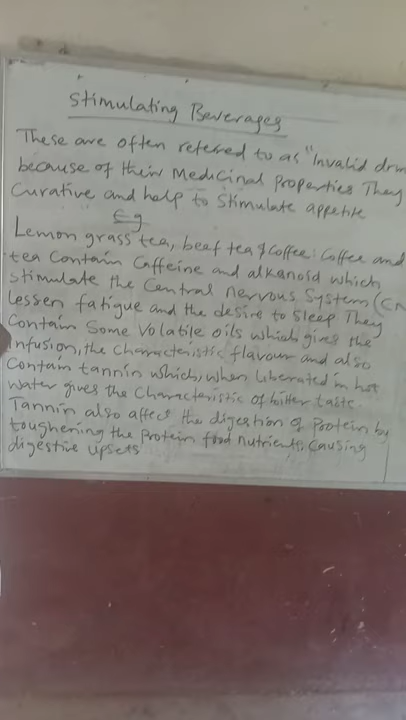 Stimulating Beverages
These are often referred to as "Invalid
because of their Medicinal properties They
Curative and help to Stimulate appetite
Eg
Lemon grass tea, beef tea & Coffee: Coffee and
tea Contain Caffeine and alkanoid which
stimulate the Central nervous System
lessen fatigue and the desire to sleep They
Contain Some Volatile oils which gives the
infusion, the characteristic flavour and also
Contain tannin which, when liberated in hot
water gives the Characteristic of bitter taste.
Tannin also affect the digestion of Protein by
toughening the Protein food nutrients, Causing
digestive upsets